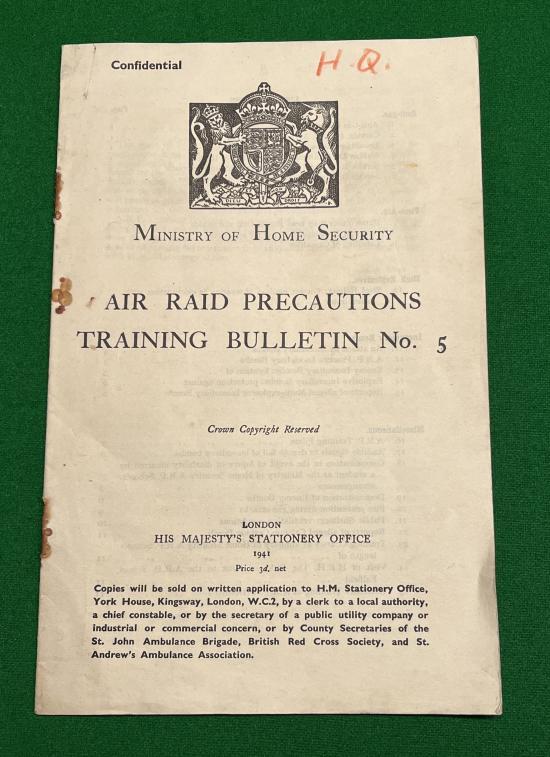 Confidential
H.Q.
DIEU DROIT
MINISTRY OF HOME SECURITY
AIR RAID PRECAUTIONS
TRAINING BULLETIN No. 5
Crown Copyright Reserved
LONDON
HIS MAJESTY'S STATIONERY OFFICE
1941
Price 3d. net
Copies will be sold on written application to H.M. Stationery Office,
York House, Kingsway, London, W.C.2, by a clerk to a local authority,
a chief constable, or by the secretary of a public utility company or
industrial or commercial concern, or by County Secretaries of the
St. John Ambulance Brigade, British Red Cross Society, and St.
Andrew's Ambulance Association.